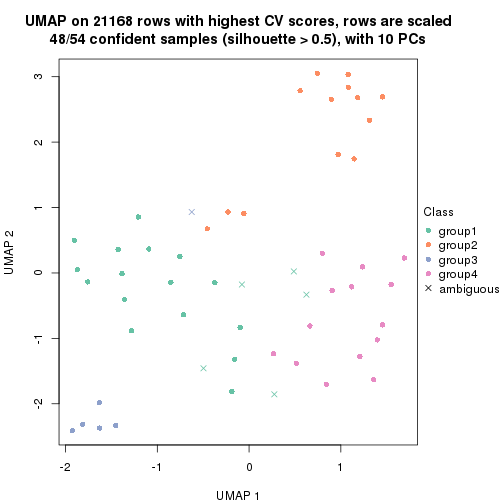 UMAP on 21168 rows with highest CV scores, rows are scaled
48/54 confident samples (silhouette > 0.5), with 10 PCs
3
2
1
0
-1
-2
UMAP 2
-2
-1
0
1
UMAP 1
Class
group1
group2
group3
group4
ambiguous